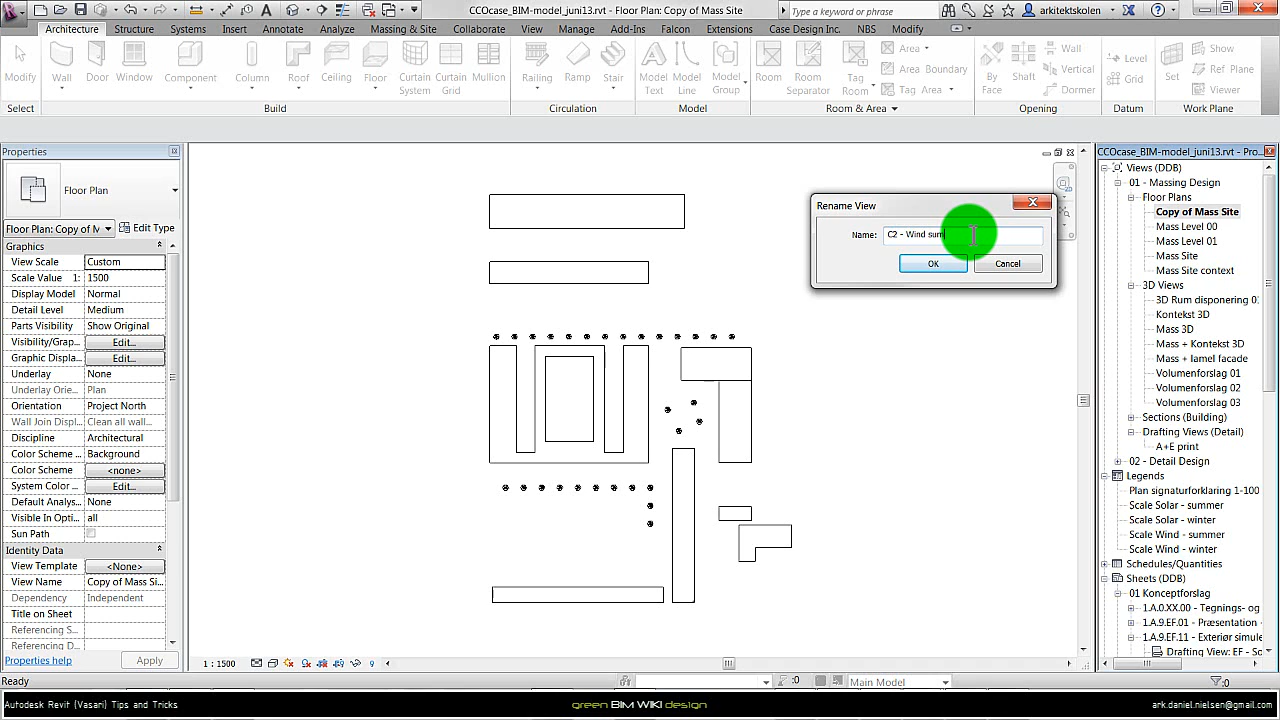 CCOcase_BIM-model_juni13.rvt - Floor Plan: Copy of Mass Site
Type a keyword or phrase
arkitektskolen
Architecture Structure Systems Insert Annotate Analyze Massing & Site Collaborate View Manage Add-Ins Falcon Extensions Case Design Inc. NBS Modify
Modify Wall Door Window Component Column Roof Ceiling Floor Curtain System Curtain Grid Mullion Railing Ramp Stair Model Text Model Line Model Group Room Room Separator Tag Room Area Area Boundary Tag Area By Face Shaft Wall Vertical Dormer Level Grid Set Show Ref Plane Viewer
Select Build Circulation Model Room & Area Opening Datum Work Plane
Properties
Floor Plan
Floor Plan: Copy of M
Edit Type
Graphics
View Scale Custom
Scale Value 1: 1500
Display Model Normal
Detail Level Medium
Parts Visibility Show Original
Visibility/Grap... Edit...
Graphic Displa... Edit...
Underlay None
Underlay Orie... Plan
Orientation Project North
Wall Join Displ... Clean all wall...
Discipline Architectural
Color Scheme ... Background
Color Scheme <none>
System Color ... Edit...
Default Analys... None
Visible In Opti... all
Sun Path
Identity Data
View Template <None>
View Name Copy of Mass Si...
Dependency Independent
Title on Sheet
Referencing S...
Referencing D...
Properties help
Apply
Rename View
Name: C2 - Wind sum
OK Cancel
CCOcase_BIM-model_juni13.rvt - Pro...
Views (DDB)
01 - Massing Design
Floor Plans
Copy of Mass Site
Mass Level 00
Mass Level 01
Mass Site
Mass Site context
3D Views
3D Rum disponering 0
Kontekst 3D
Mass 3D
Mass + Kontekst 3D
Mass + lamel facade
Volumenforslag 01
Volumenforslag 02
Volumenforslag 03
Sections (Building)
Drafting Views (Detail)
A+E print
02 - Detail Design
Legends
Plan signaturforklaring 1-100
Scale Solar - summer
Scale Solar - winter
Scale Wind - summer
Scale Wind - winter
Schedules/Quantities
Sheets (DDB)
01 Konceptforslag
1.A.0.XX.00 - Tegnings- og
1.A.9.EF.01 - Præsentation
1.A.9.EF.11 - Exteriør simule
Drafting View: EF - Sc
1 : 1500
Ready
:0
Main Model
:0
Autodesk Revit (Vasari) Tips and Tricks
green BIM WIKI design
ark.daniel.nielsen@gmail.com